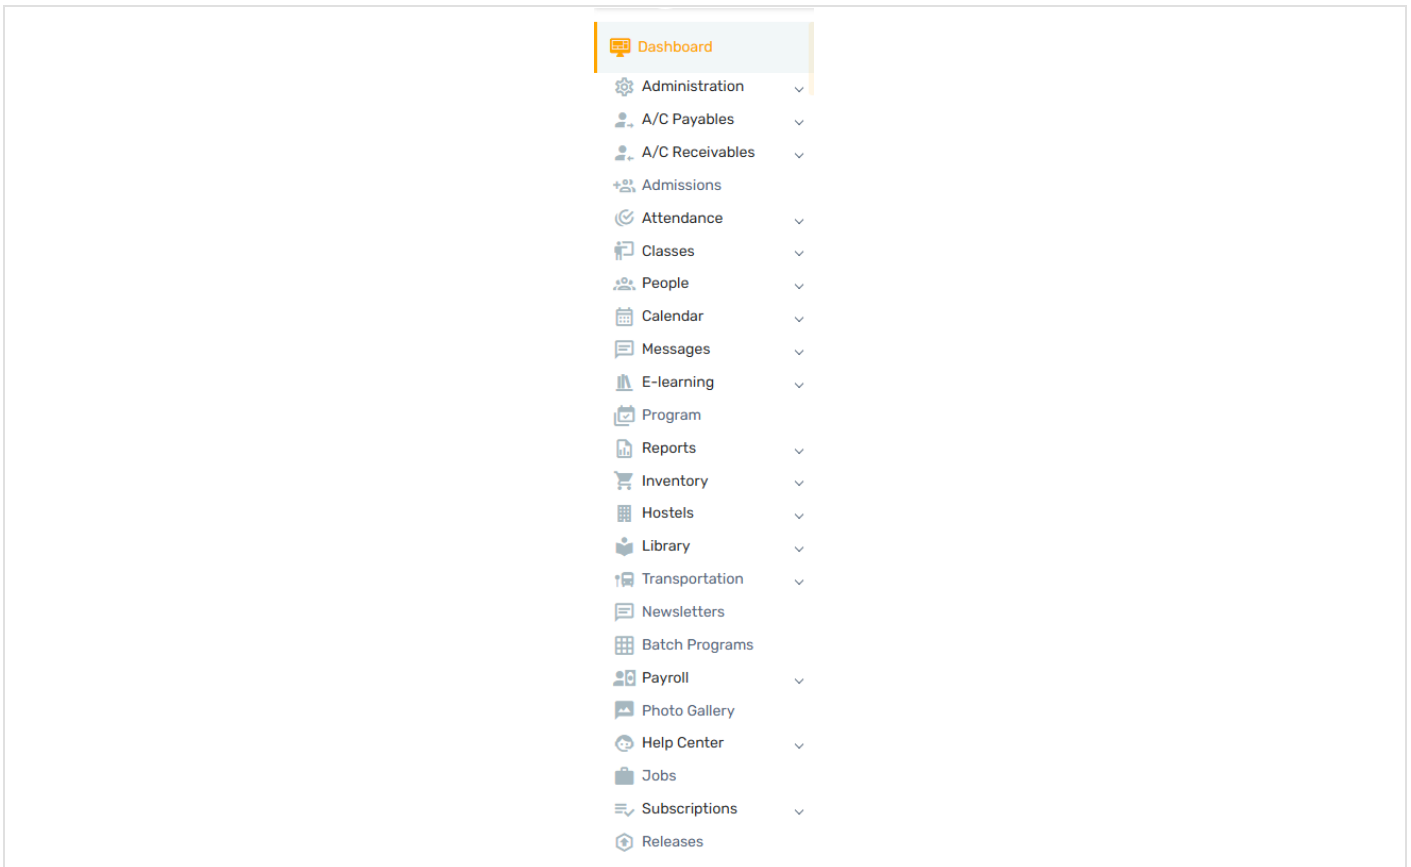 Dashboard
Administration
A/C Payables
A/C Receivables
Admissions
Attendance
Classes
People
Calendar
Messages
E-learning
Program
Reports
Inventory
Hostels
Library
Transportation
Newsletters
Batch Programs
Payroll
Photo Gallery
Help Center
Jobs
Subscriptions
Releases